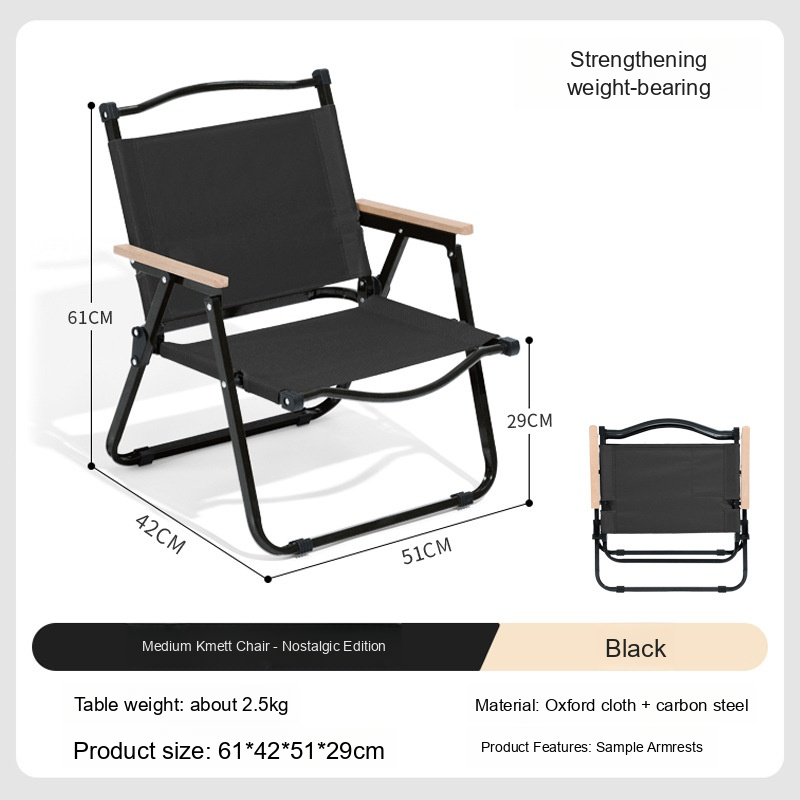 Strengthening
weight-bearing
61CM
29CM
42CM
51CM
Medium Kmett Chair - Nostalgic Edition
Black
Table weight: about 2.5kg
Material: Oxford cloth + carbon steel
Product size: 61*42*51*29cm
Product Features: Sample Armrests